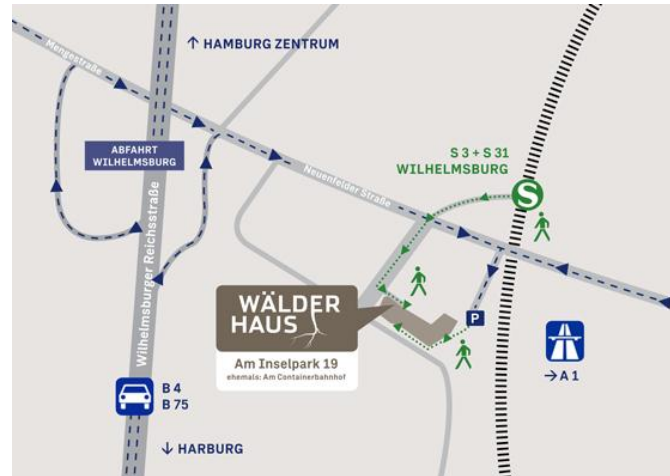 ↑ HAMBURG ZENTRUM
Mengestraße
ABFAHRT
WILHELMSBURG
S 3 + S 31
WILHELMSBURG
Neuenfelder Straße
S
Wilhelmsburger Reichsstraße
WÄLDER
HAUS
P
Am Inselpark 19
ehemals: Am Containerbahnhof
→ A 1
B 4
B 75
↓ HARBURG